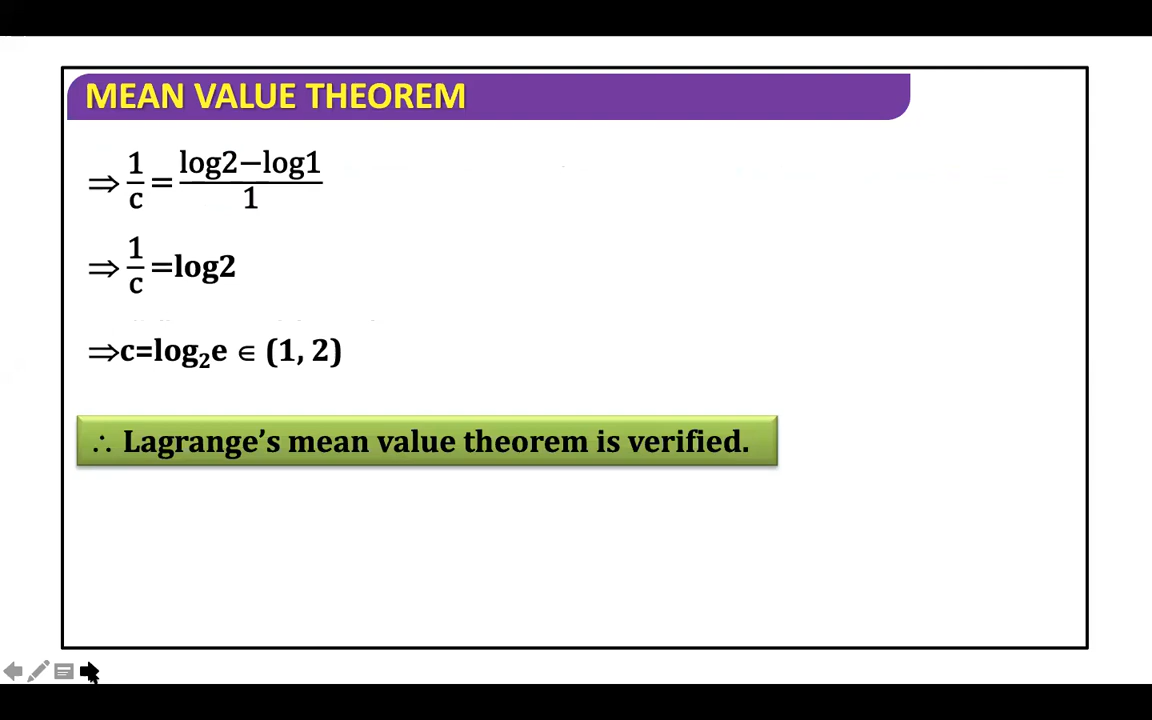 MEAN VALUE THEOREM
⇒ 1/c = (log2−log1)/1
⇒ 1/c =log2
⇒c=log₂e ∈ (1, 2)
∴ Lagrange’s mean value theorem is verified.